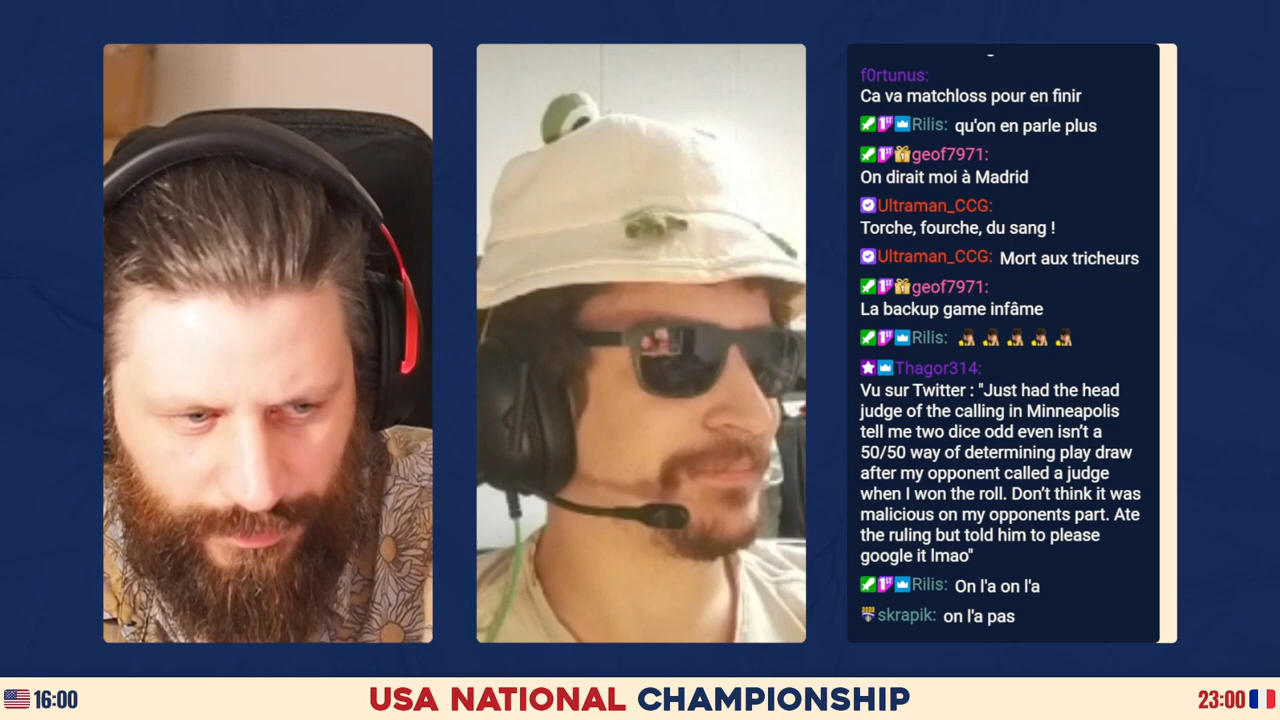 f0rtunus:
Ca va matchloss pour en finir
Rilis: qu'on en parle plus
geof7971:
On dirait moi à Madrid
Ultraman_CCG:
Torche, fourche, du sang !
Ultraman_CCG: Mort aux tricheurs
geof7971:
La backup game infâme
Rilis:
Thagor314:
Vu sur Twitter : "Just had the head
judge of the calling in Minneapolis
tell me two dice odd even isn't a
50/50 way of determining play draw
after my opponent called a judge
when I won the roll. Don't think it was
malicious on my opponents part. Ate
the ruling but told him to please
google it lmao"
Rilis: On l'a on l'a
skrapik: on l'a pas
16:00
USA NATIONAL CHAMPIONSHIP
23:00